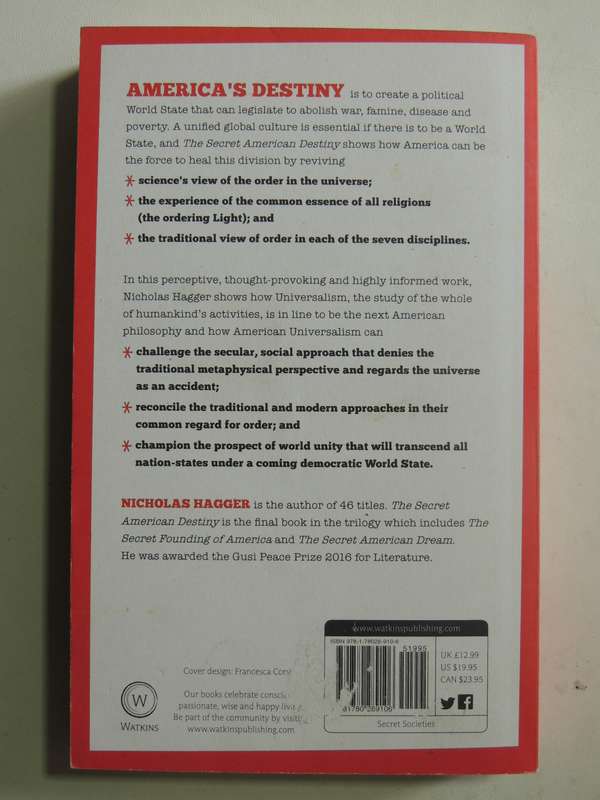 AMERICA'S DESTINY is to create a political
World State that can legislate to abolish war, famine, disease and
poverty. A unified global culture is essential if there is to be a World
State, and The Secret American Destiny shows how America can be
the force to heal this division by reviving
* science's view of the order in the universe;
* the experience of the common essence of all religions
(the ordering Light); and
* the traditional view of order in each of the seven disciplines.
In this perceptive, thought-provoking and highly informed work,
Nicholas Hagger shows how Universalism, the study of the whole
of humankind's activities, is in line to be the next American
philosophy and how American Universalism can
* challenge the secular, social approach that denies the
traditional metaphysical perspective and regards the universe
as an accident;
* reconcile the traditional and modern approaches in their
common regard for order; and
* champion the prospect of world unity that will transcend all
nation-states under a coming democratic World State.
NICHOLAS HAGGER is the author of 46 titles. The Secret
American Destiny is the final book in the trilogy which includes The
Secret Founding of America and The Secret American Dream.
He was awarded the Gusi Peace Prize 2016 for Literature.
Cover design: Francesca
W
WATKINS
Our books celebrate
passionate, wise and happy
Be part of the community by
www.watkinspublishing.com
www.watkinspublishing.com
ISBN 978-1-78028-910-6
51995
781780 289106
UK £12.99
US $19.95
CAN $23.95
Secret Societies